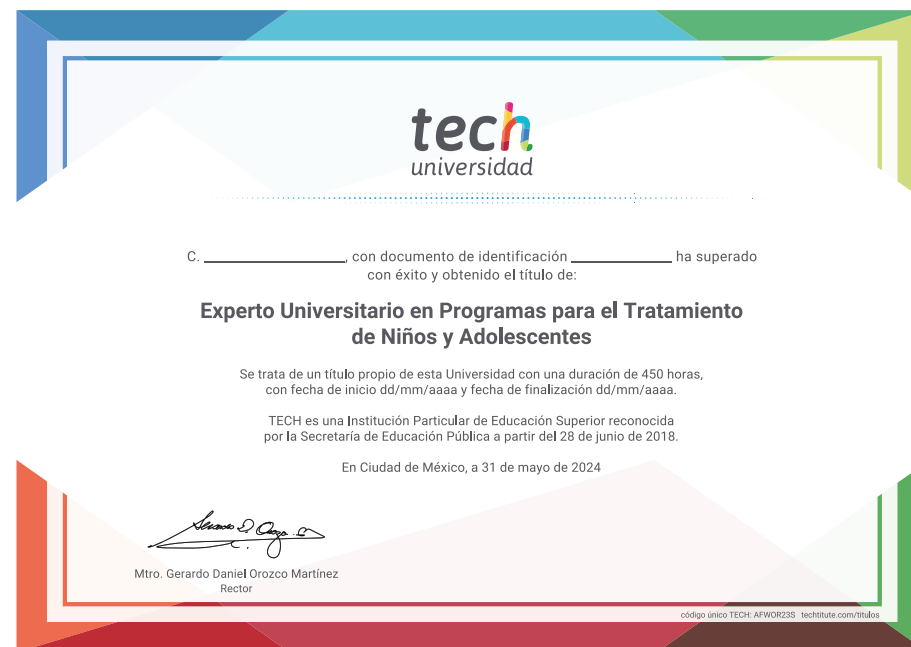 tech
universidad
C. ____________________, con documento de identificación ______________ ha superado
con éxito y obtenido el título de:
Experto Universitario en Programas para el Tratamiento
de Niños y Adolescentes
Se trata de un título propio de esta Universidad con una duración de 450 horas,
con fecha de inicio dd/mm/aaaa y fecha de finalización dd/mm/aaaa.
TECH es una Institución Particular de Educación Superior reconocida
por la Secretaría de Educación Pública a partir del 28 de junio de 2018.
En Ciudad de México, a 31 de mayo de 2024
Mtro. Gerardo Daniel Orozco Martínez
Rector
código único TECH: AFWOR23S techtitute.com/titulos